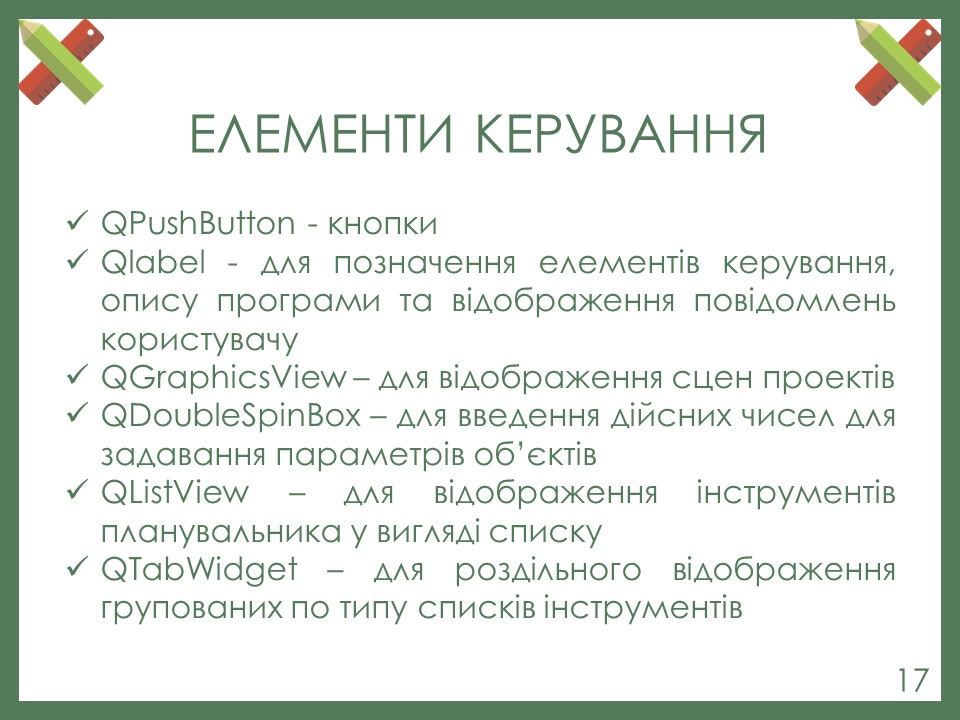 ЕЛЕМЕНТИ КЕРУВАННЯ
✓ QPushButton - кнопки
✓ Qlabel - для позначення елементів керування,
опису програми та відображення повідомлень
користувачу
✓ QGraphicsView – для відображення сцен проектів
✓ QDoubleSpinBox – для введення дійсних чисел для
задавання параметрів об’єктів
✓ QListView – для відображення інструментів
планувальника у вигляді списку
✓ QTabWidget – для роздільного відображення
групованих по типу списків інструментів
17